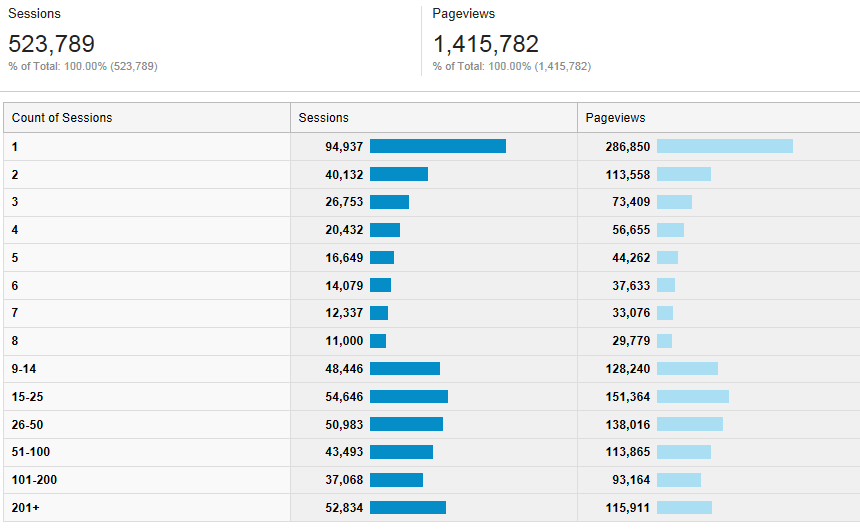 Sessions Pageviews
523,789 1,415,782
% of Total: 100.00% (523,789) % of Total: 100.00% (1,415,782)
Count of Sessions Sessions Pageviews
1 94,937 286,850
2 40,132 113,558
3 26,753 73,409
4 20,432 56,655
5 16,649 44,262
6 14,079 37,633
7 12,337 33,076
8 11,000 29,779
9-14 48,446 128,240
15-25 54,646 151,364
26-50 50,983 138,016
51-100 43,493 113,865
101-200 37,068 93,164
201+ 52,834 115,911